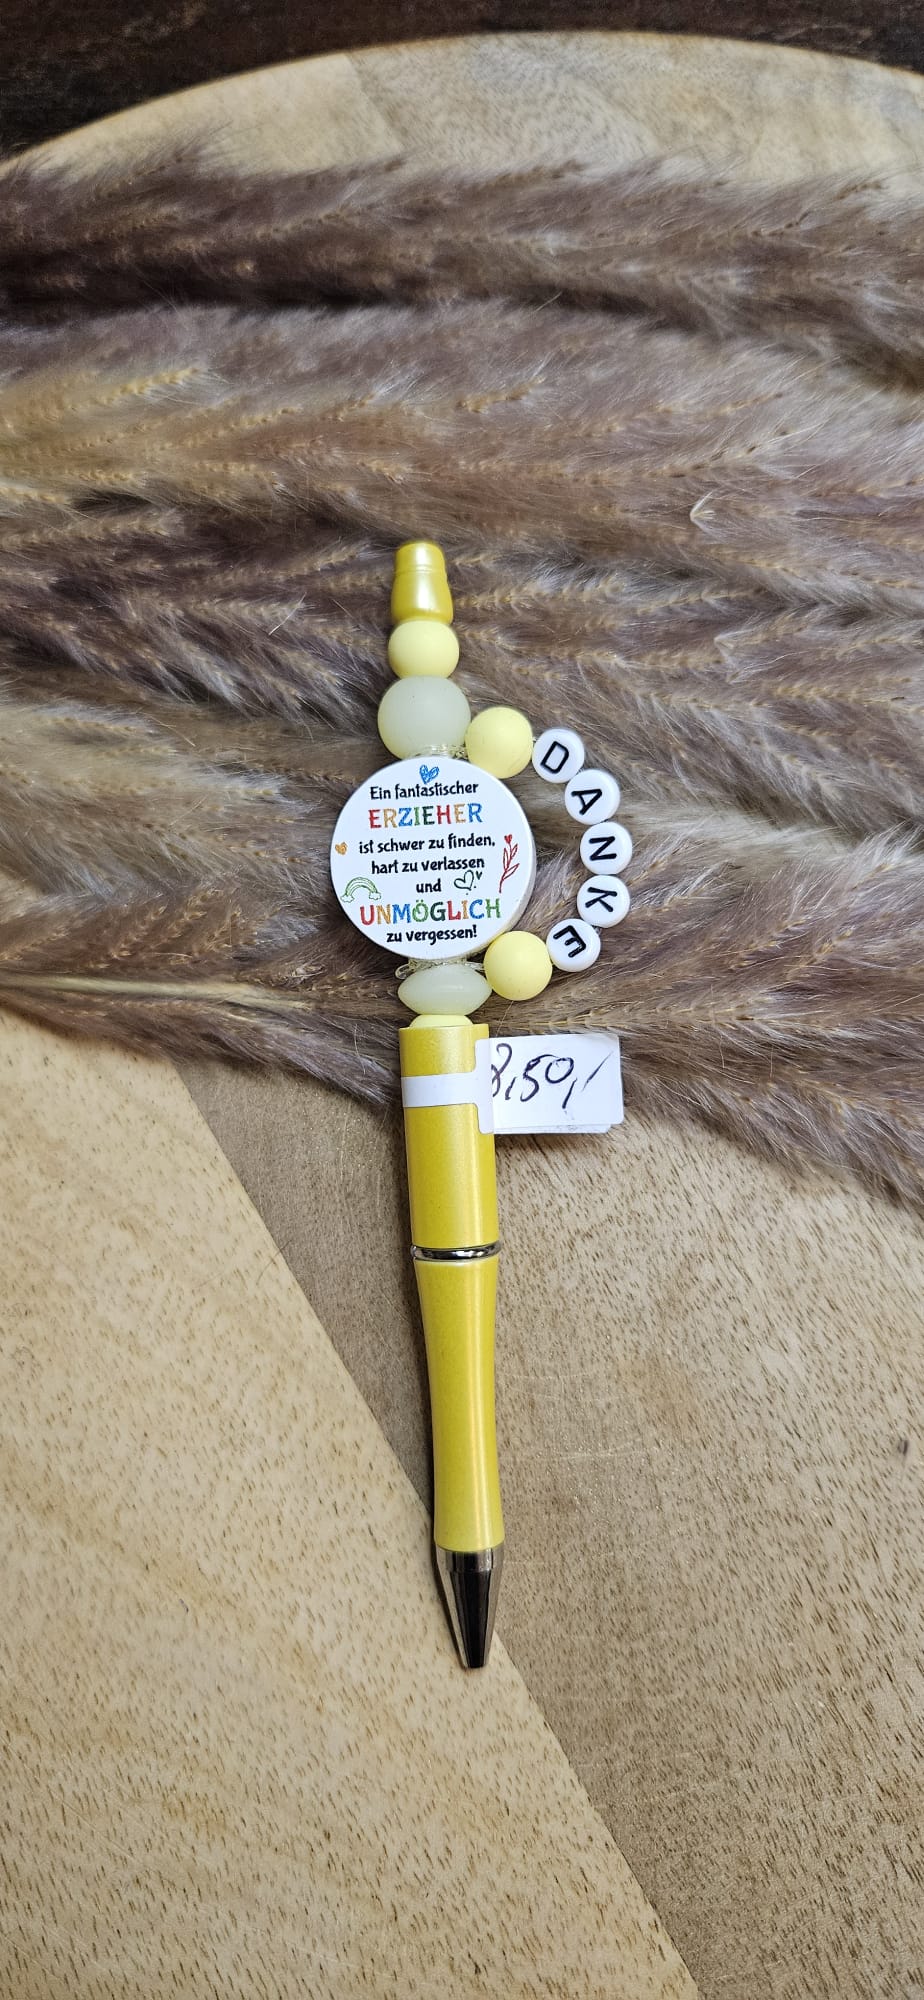 Ein fantastischer
ERZIEHER
ist schwer zu finden,
hart zu verlassen
und
UNMÖGLICH
zu vergessen!
DANKE
8,50,-